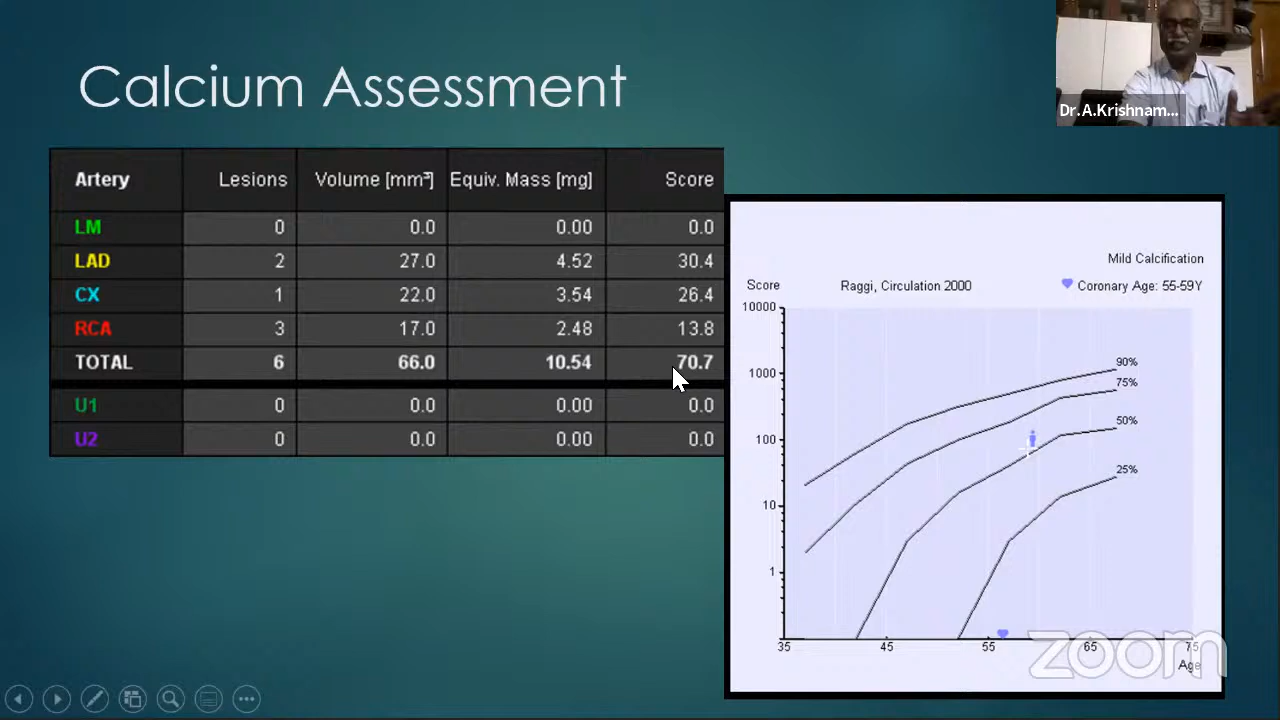 Calcium Assessment
Dr.A.Krishnam...
Artery Lesions Volume [mm³] Equiv. Mass [mg] Score
LM 0 0.0 0.00 0.0
LAD 2 27.0 4.52 30.4
CX 1 22.0 3.54 26.4
RCA 3 17.0 2.48 13.8
TOTAL 6 66.0 10.54 70.7
U1 0 0.0 0.00 0.0
U2 0 0.0 0.00 0.0
Mild Calcification
Score Raggi, Circulation 2000 Coronary Age: 55-59Y
10000
90%
1000
75%
50%
100
25%
10
1
35 45 55 65 75
Age
zoom